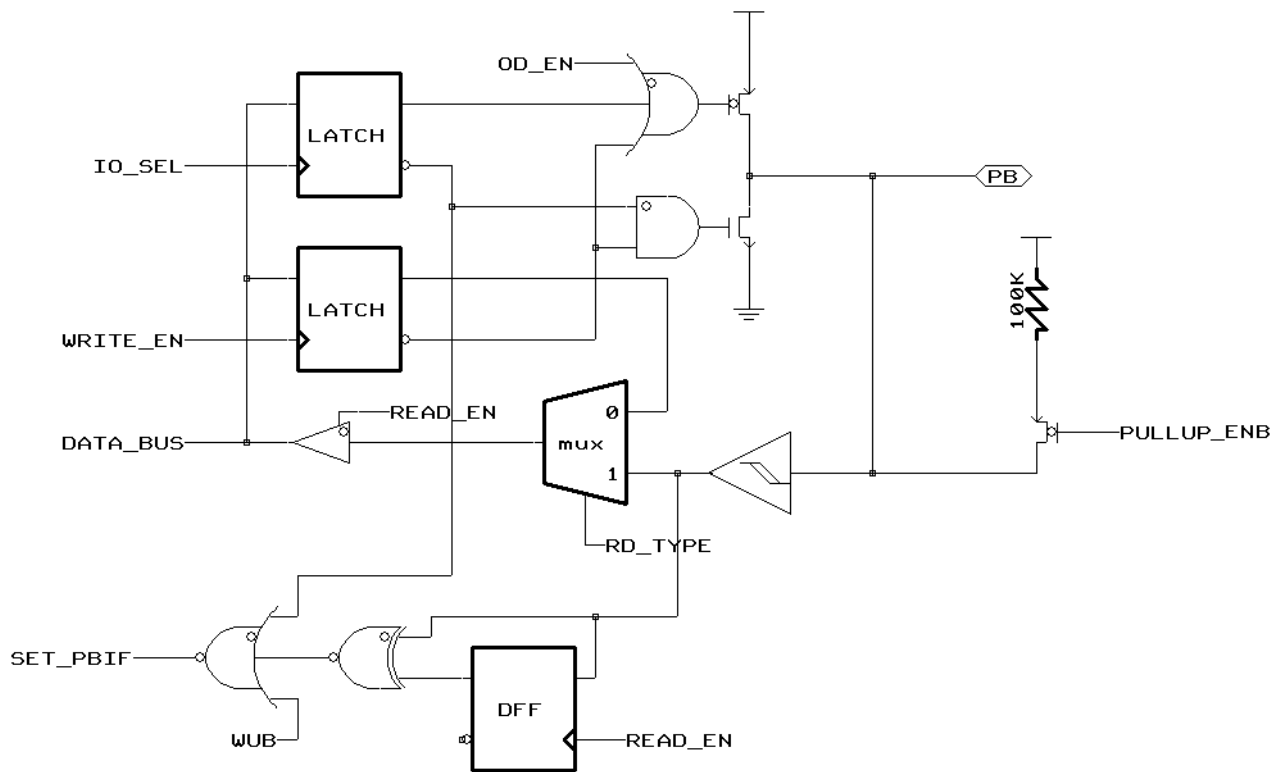 OD_EN
LATCH
IO_SEL
PB
100K
LATCH
WRITE_EN
READ_EN
0
DATA_BUS
mux
PULLUP_ENB
1
RD_TYPE
SET_PBIF
DFF
WUB
READ_EN